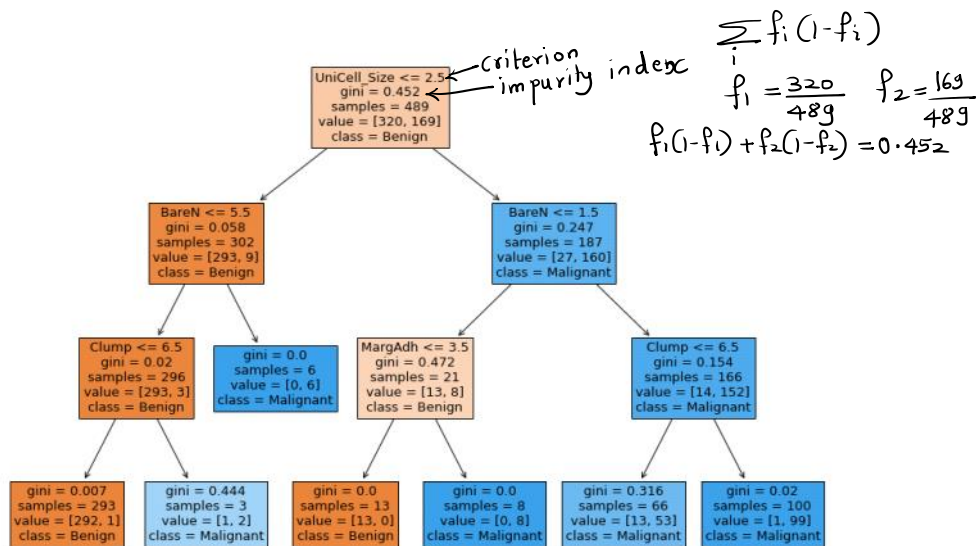 ∑ fi (1-fi)
i
criterion
impurity index
f1 = 320/489 f2 = 169/489
f1(1-f1) + f2(1-f2) = 0.452
UniCell_Size <= 2.5
gini = 0.452
samples = 489
value = [320, 169]
class = Benign
BareN <= 5.5
gini = 0.058
samples = 302
value = [293, 9]
class = Benign
BareN <= 1.5
gini = 0.247
samples = 187
value = [27, 160]
class = Malignant
Clump <= 6.5
gini = 0.02
samples = 296
value = [293, 3]
class = Benign
gini = 0.0
samples = 6
value = [0, 6]
class = Malignant
MargAdh <= 3.5
gini = 0.472
samples = 21
value = [13, 8]
class = Benign
Clump <= 6.5
gini = 0.154
samples = 166
value = [14, 152]
class = Malignant
gini = 0.007
samples = 293
value = [292, 1]
class = Benign
gini = 0.444
samples = 3
value = [1, 2]
class = Malignant
gini = 0.0
samples = 13
value = [13, 0]
class = Benign
gini = 0.0
samples = 8
value = [0, 8]
class = Malignant
gini = 0.316
samples = 66
value = [13, 53]
class = Malignant
gini = 0.02
samples = 100
value = [1, 99]
class = Malignant